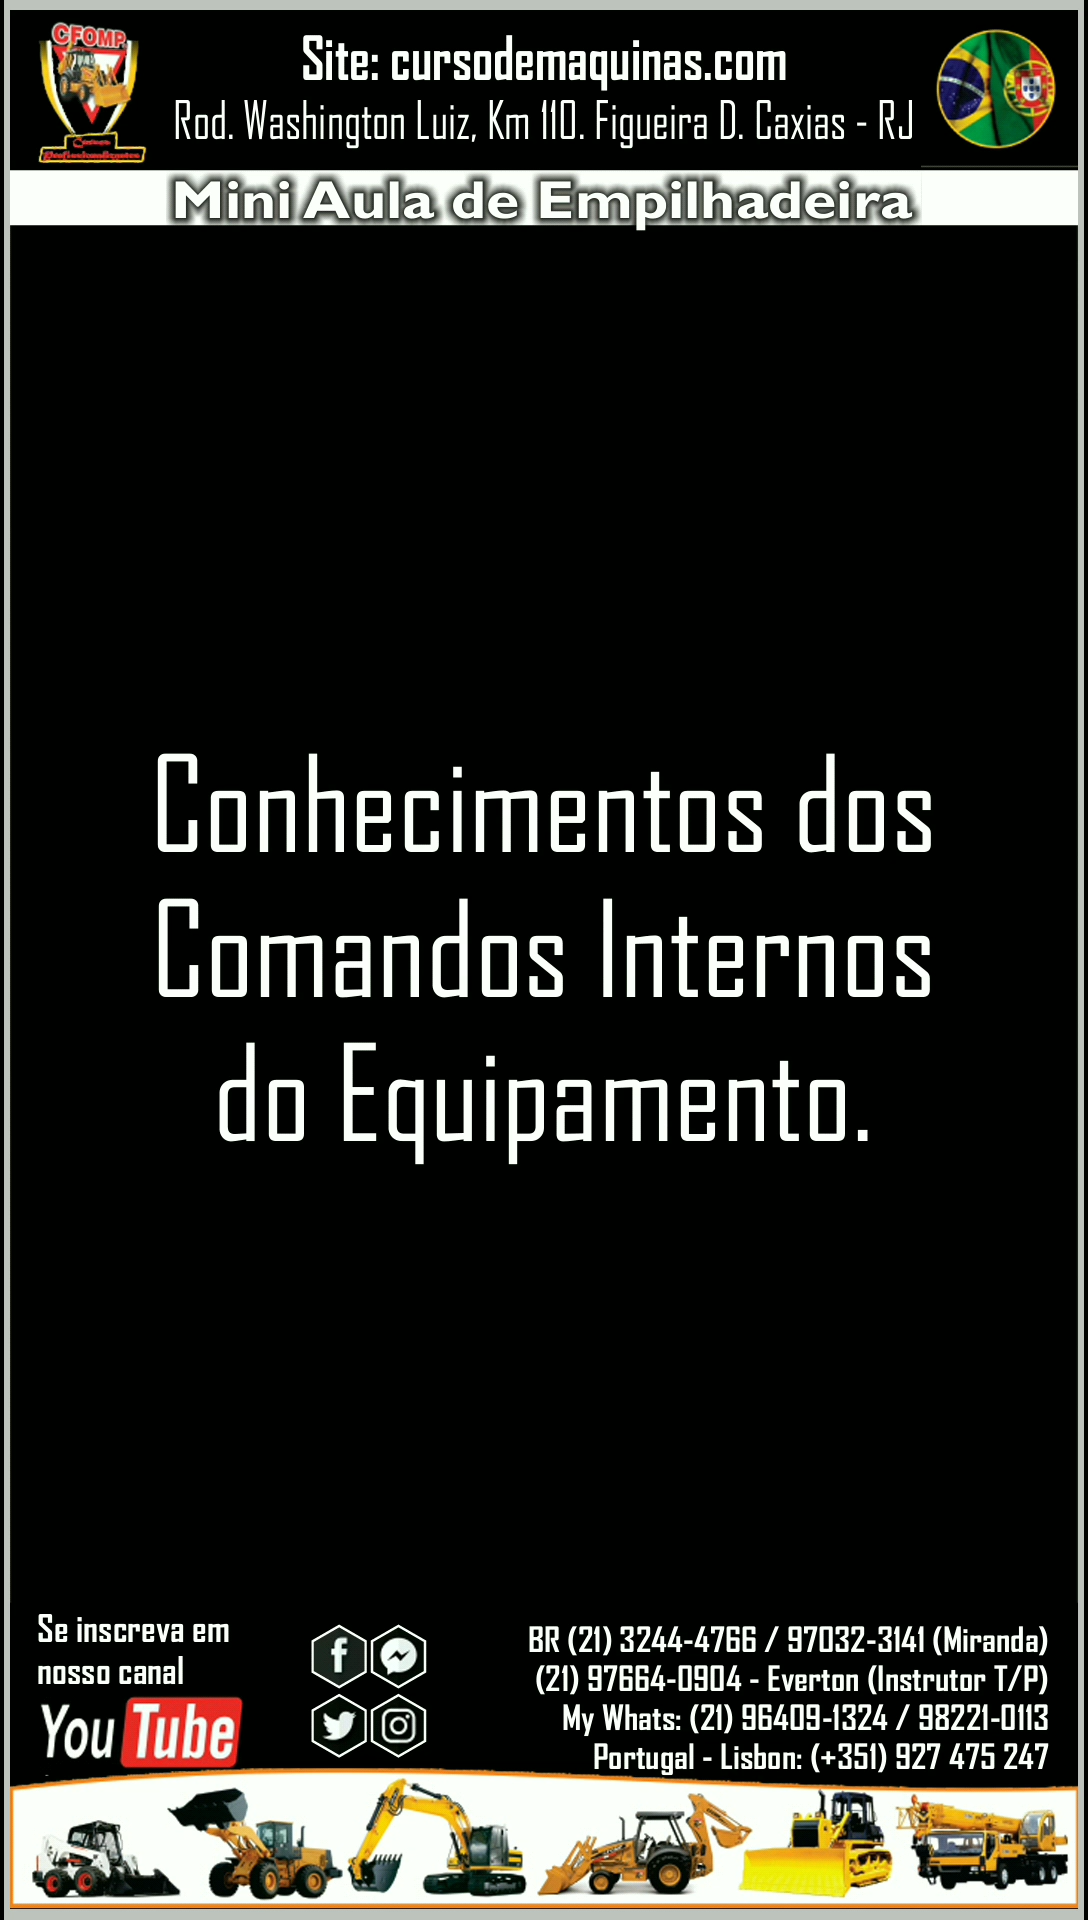 CFOMP
Cursos
Profissionalizantes
Site: cursodemaquinas.com
Rod. Washington Luiz, Km 110. Figueira D. Caxias - RJ
Mini Aula de Empilhadeira
Conhecimentos dos
Comandos Internos
do Equipamento.
Se inscreva em
nosso canal
YouTube
BR (21) 3244-4766 / 97032-3141 (Miranda)
(21) 97664-0904 - Everton (Instrutor T/P)
My Whats: (21) 96409-1324 / 98221-0113
Portugal - Lisbon: (+351) 927 475 247